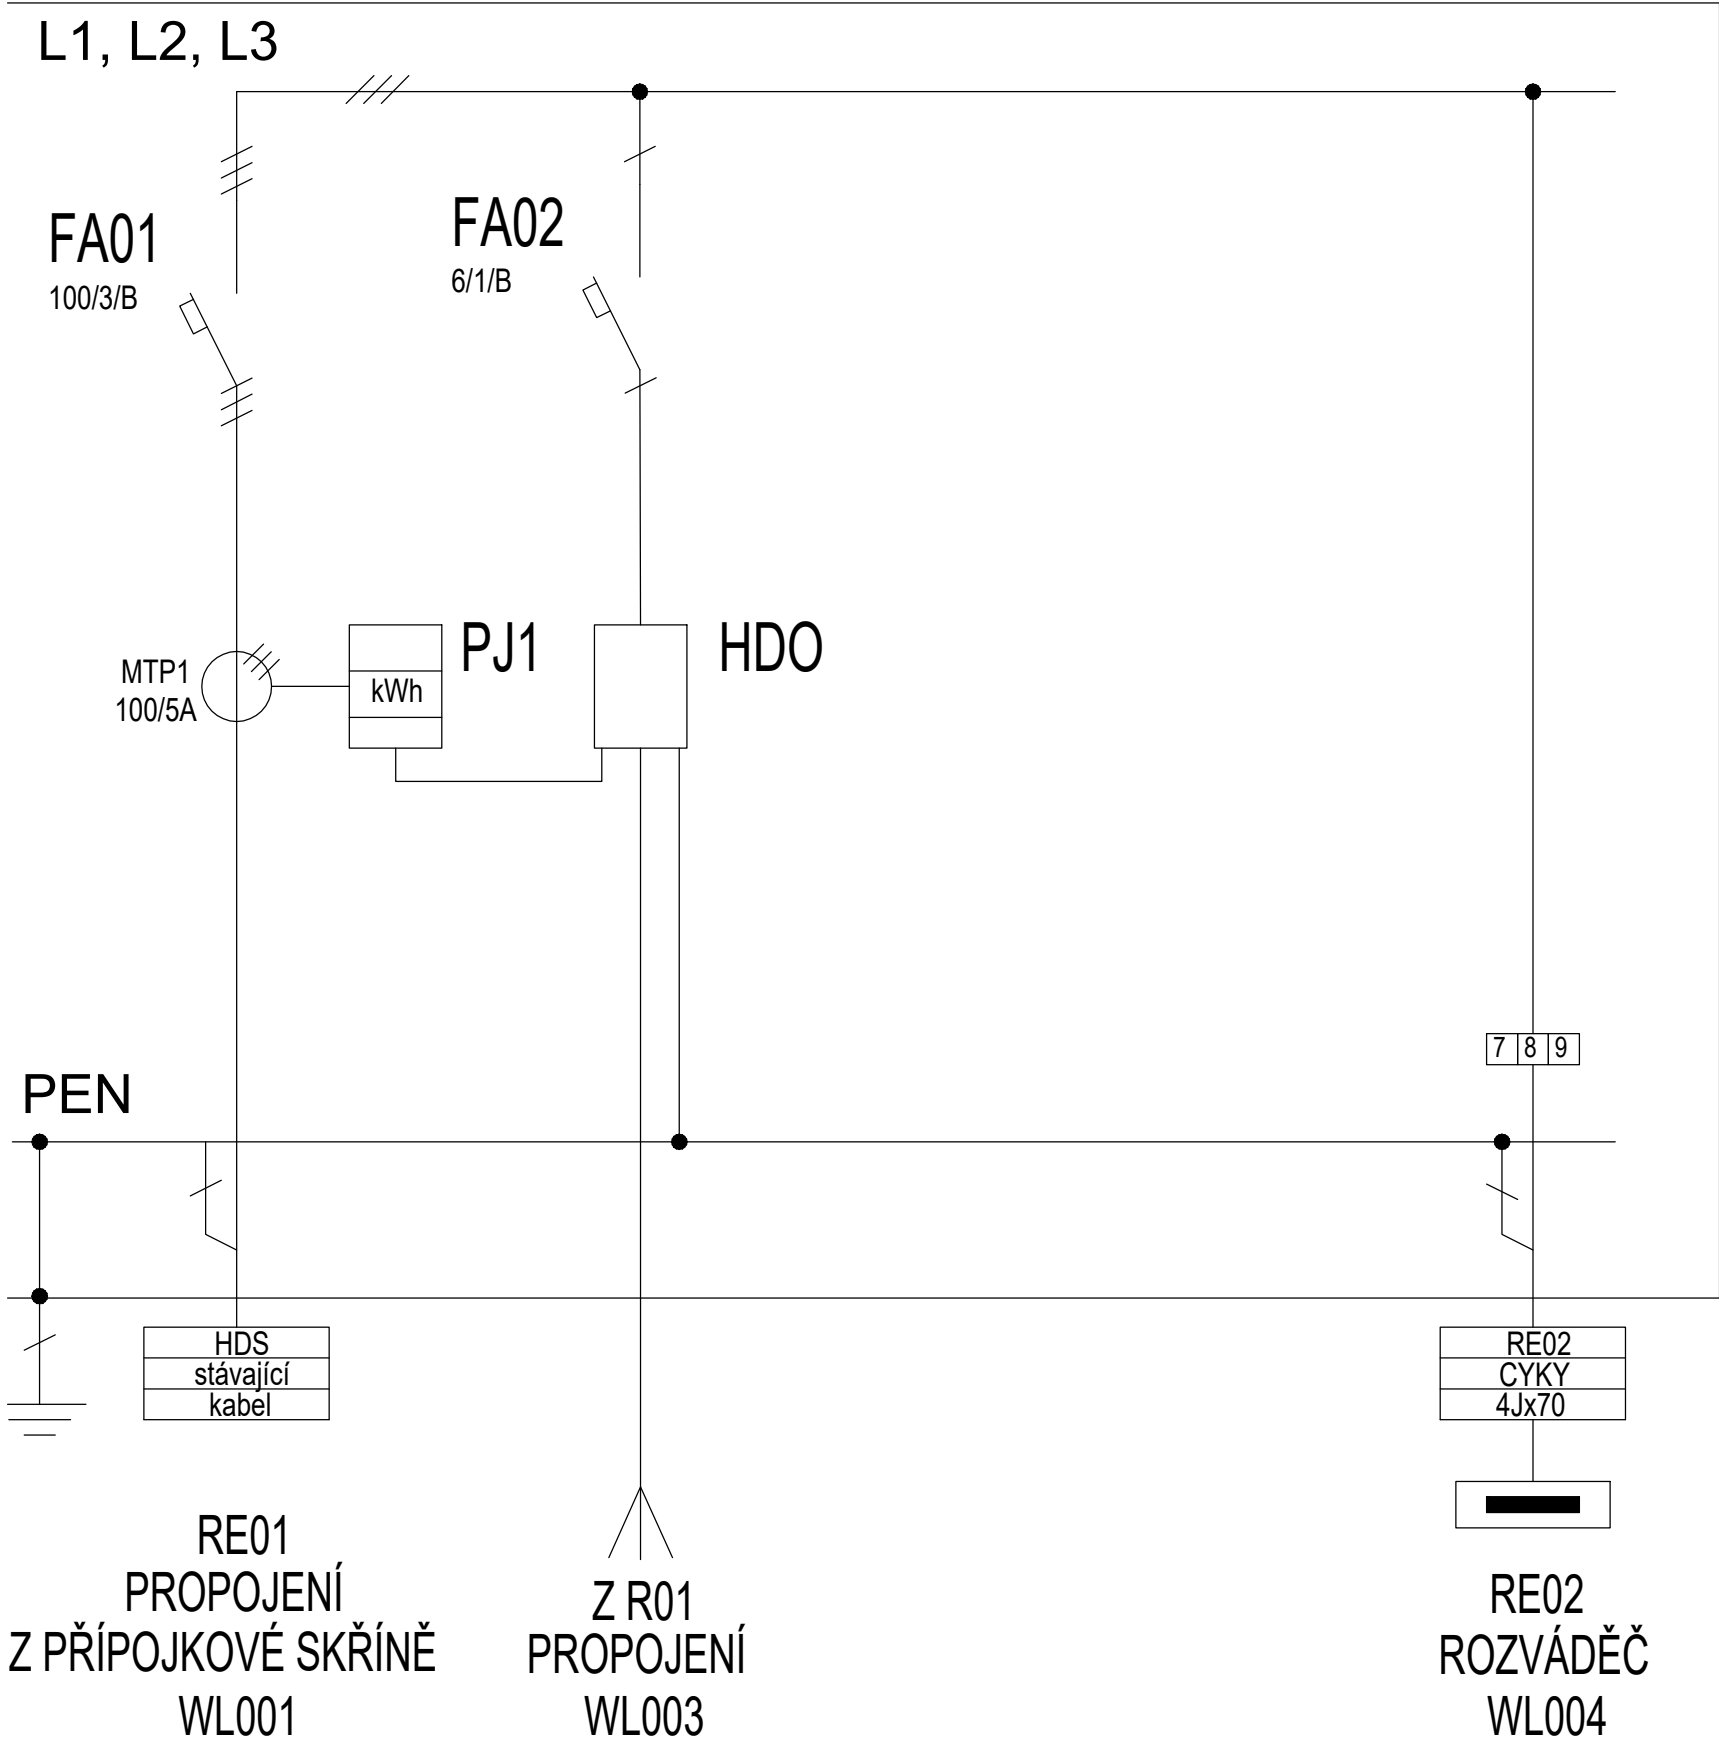 L1, L2, L3
FA01
100/3/B
FA02
6/1/B
MTP1
100/5A
kWh
PJ1
HDO
7 8 9
PEN
HDS
stávající
kabel
RE02
CYKY
4Jx70
RE01
PROPOJENÍ
Z PŘÍPOJKOVÉ SKŘÍNĚ
WL001
Z R01
PROPOJENÍ
WL003
RE02
ROZVÁDĚČ
WL004